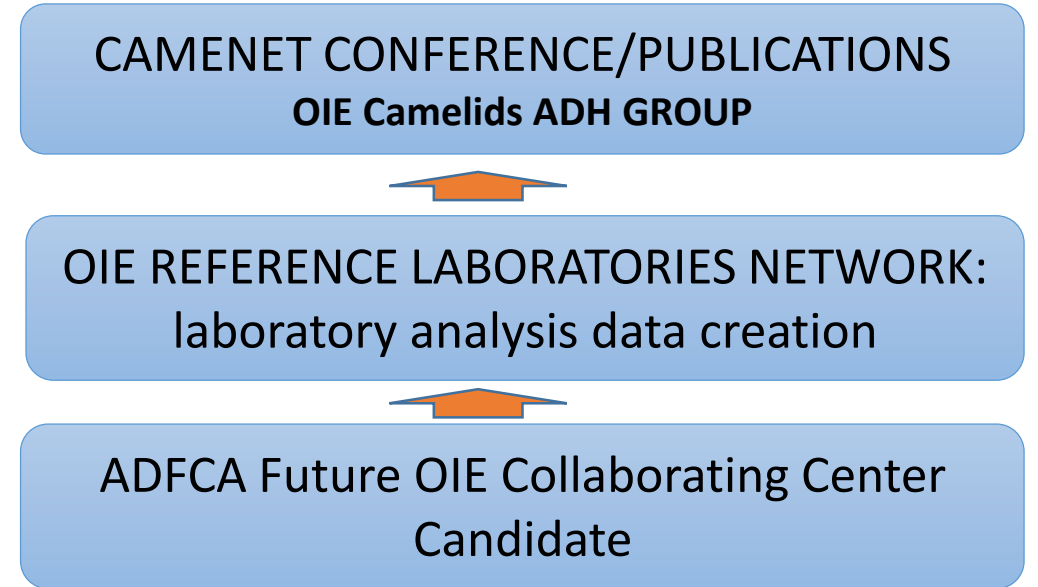 CAMENET CONFERENCE/PUBLICATIONS
OIE Camelids ADH GROUP
OIE REFERENCE LABORATORIES NETWORK:
laboratory analysis data creation
ADFCA Future OIE Collaborating Center
Candidate